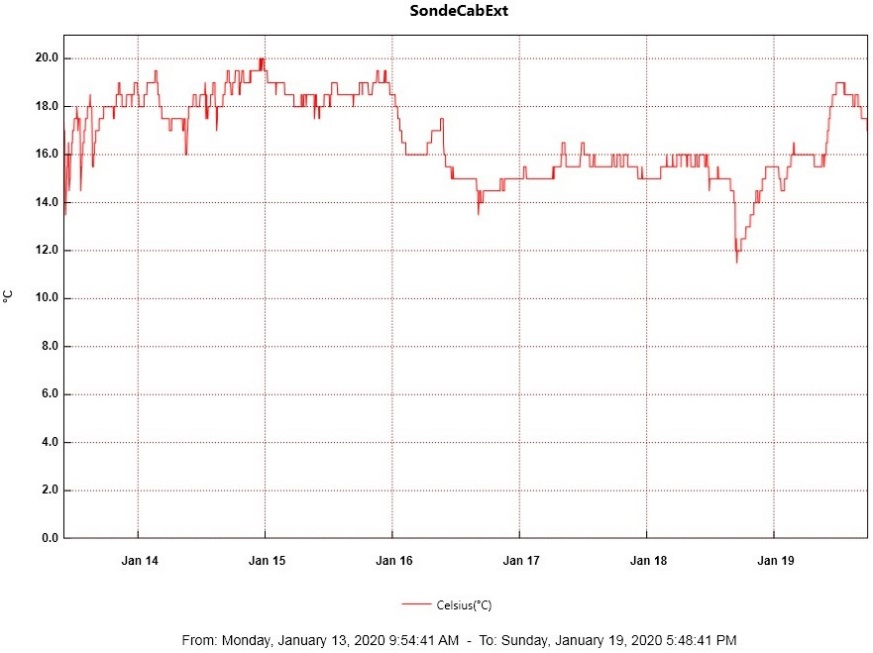 SondeCabExt
20.0
18.0
16.0
14.0
12.0
10.0
°C
8.0
6.0
4.0
2.0
0.0
Jan 14 Jan 15 Jan 16 Jan 17 Jan 18 Jan 19
Celsius(°C)
From: Monday, January 13, 2020 9:54:41 AM - To: Sunday, January 19, 2020 5:48:41 PM